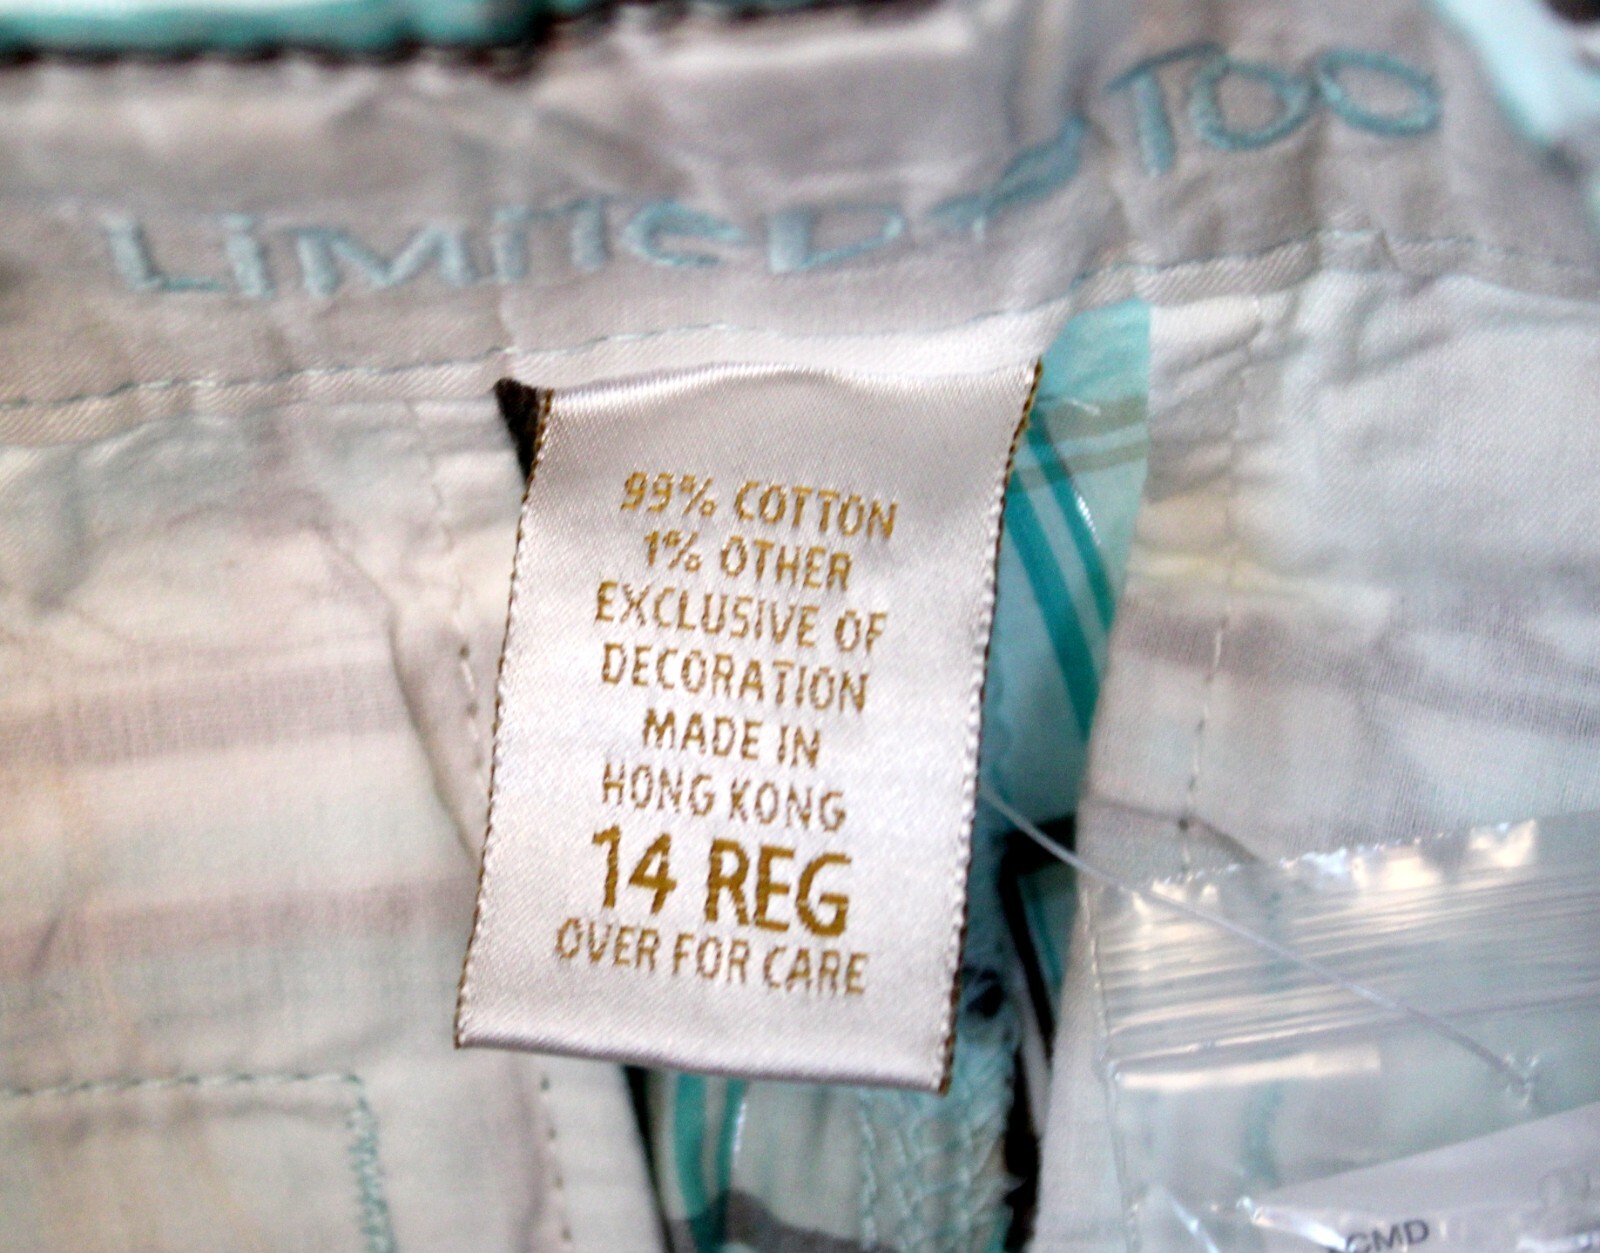 LiMiTeD Too
99% COTTON
1% OTHER
EXCLUSIVE OF
DECORATION
MADE IN
HONG KONG
14 REG
OVER FOR CARE